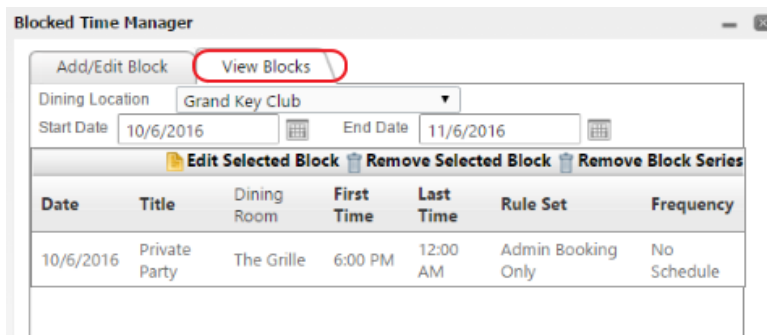 Blocked Time Manager
Add/Edit Block View Blocks
Dining Location Grand Key Club
Start Date 10/6/2016 End Date 11/6/2016
Edit Selected Block Remove Selected Block Remove Block Series
Date Title Dining Room First Time Last Time Rule Set Frequency
10/6/2016 Private Party The Grille 6:00 PM 12:00 AM Admin Booking Only No Schedule